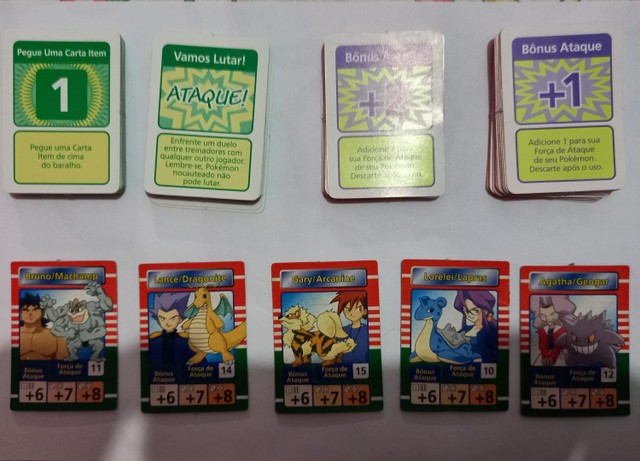 Pegue Uma Carta Item
1
Pegue uma Carta
Item de cima
do baralho.
Vamos Lutar!
ATAQUE!
Enfrente um duelo
entre treinadores com
qualquer outro jogador.
Lembre-se, Pokémon
nocauteado não
pode lutar.
Bônus
Adicione 2 para sua
Força de Ataque
de seu Pokémon.
Descarte após o uso.
Bônus Ataque
+1
Adicione 1 para sua
Força de Ataque
de seu Pokémon.
Descarte após o uso.
Bruno/Machamp
11
Bônus
Ataque
Força de
Ataque
+6
+7
+8
Lance/Dragonite
14
Bônus
Ataque
Força de
Ataque
+6
+7
+8
Gary/Arcanine
15
Bônus
Ataque
Força de
Ataque
+6
+7
+8
Lorelei/Lapras
10
Bônus
Ataque
Força de
Ataque
+6
+7
+8
Agatha/Gengar
12
Bônus
Ataque
Força de
Ataque
+6
+7
+8